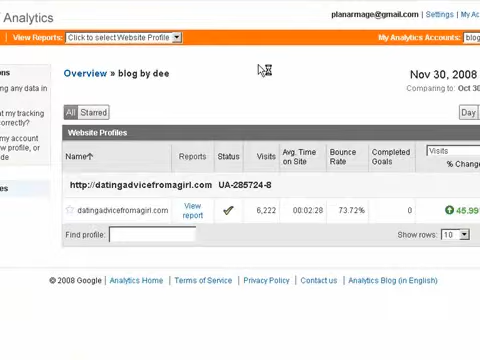 Analytics
planarmage@gmail.com | Settings | My Ac
View Reports: Click to select Website Profile
My Analytics Accounts: blog
Overview » blog by dee
Nov 30, 2008
Comparing to: Oct 30
ons
ng any data in
t my tracking
correctly?
my account
w profile, or
de
es
All Starred
Day
Website Profiles
Name Reports Status Visits Avg. Time on Site Bounce Rate Completed Goals Visits % Change
http://datingadvicefromagirl.com UA-285724-8
datingadvicefromagirl.com View report 6,222 00:02:28 73.72% 0 45.99
Find profile:
Show rows: 10
© 2008 Google | Analytics Home | Terms of Service | Privacy Policy | Contact us | Analytics Blog (in English)